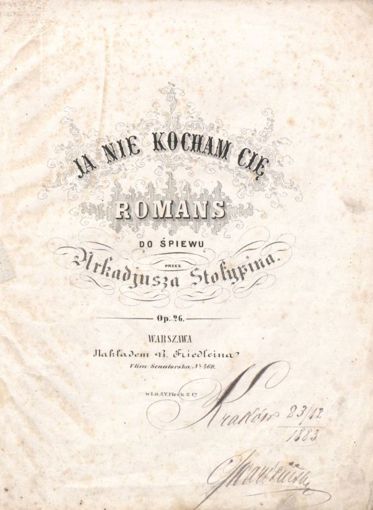 JA NIE KOCHAM CIĘ
ROMANS
DO ŚPIEWU
PRZEZ
Arkadjusza Stołypina.
Op. 26.
WARSZAWA
Nakładem R. Friedleina
Ulica Senatorska, № 460.
Kraków 23/12
1883